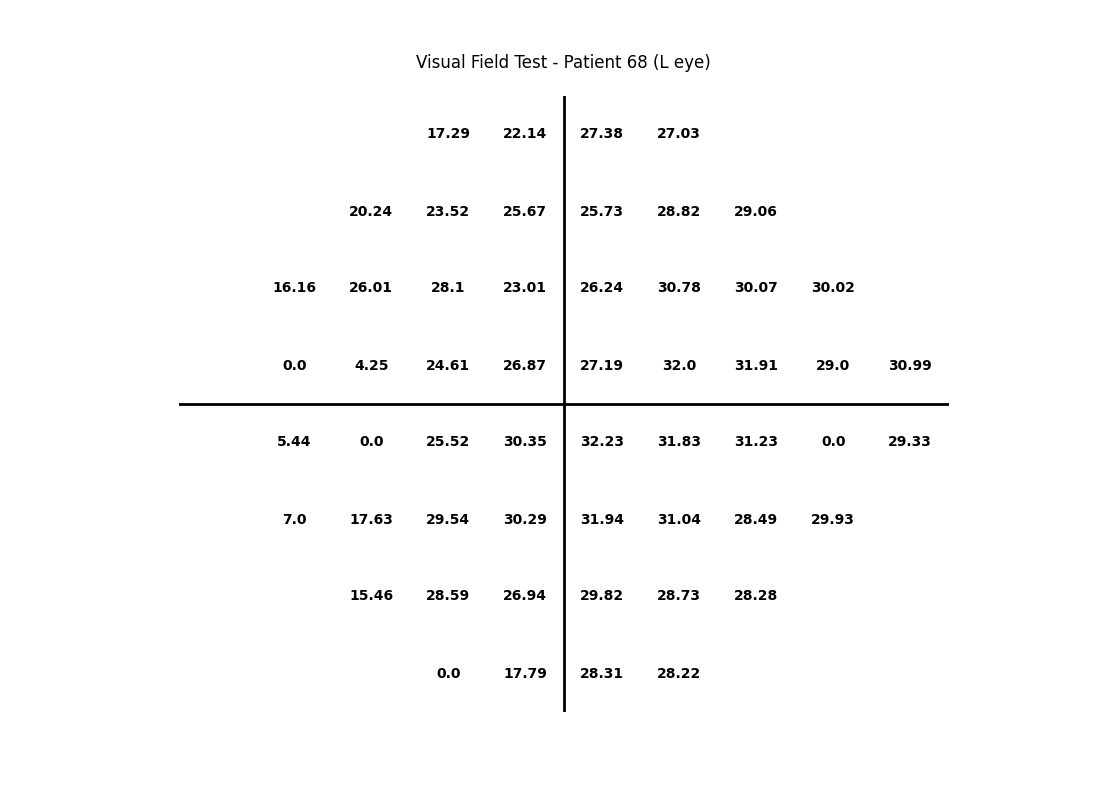 Visual Field Test - Patient 68 (L eye)
17.29 22.14 27.38 27.03
20.24 23.52 25.67 25.73 28.82 29.06
16.16 26.01 28.1 23.01 26.24 30.78 30.07 30.02
0.0 4.25 24.61 26.87 27.19 32.0 31.91 29.0 30.99
5.44 0.0 25.52 30.35 32.23 31.83 31.23 0.0 29.33
7.0 17.63 29.54 30.29 31.94 31.04 28.49 29.93
15.46 28.59 26.94 29.82 28.73 28.28
0.0 17.79 28.31 28.22